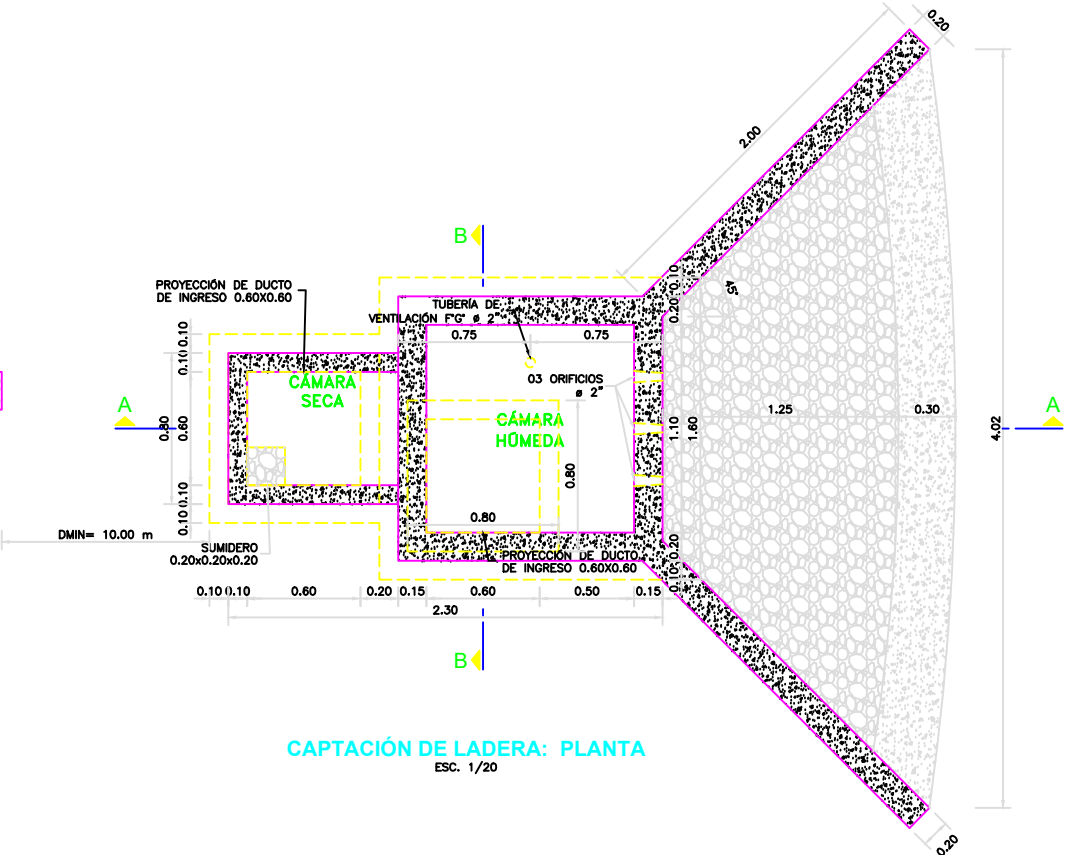 0.20
2.00
B
PROYECCIÓN DE DUCTO
DE INGRESO 0.60X0.60
TUBERÍA DE
VENTILACIÓN F'G' ø 2"
0.75
0.75
0.20
0.10
45°
0.10
0.10
03 ORIFICIOS
ø 2"
CÁMARA
SECA
CÁMARA
HÚMEDA
A
A
0.80
0.60
1.10
1.60
1.25
0.30
4.02
0.80
0.80
0.10
0.10
DMIN= 10.00 m
SUMIDERO
0.20x0.20x0.20
PROYECCIÓN DE DUCTO
DE INGRESO 0.60X0.60
0.20
0.10
0.10
0.10
0.60
0.20
0.15
0.60
0.50
0.15
2.30
B
CAPTACIÓN DE LADERA: PLANTA
ESC. 1/20
0.20